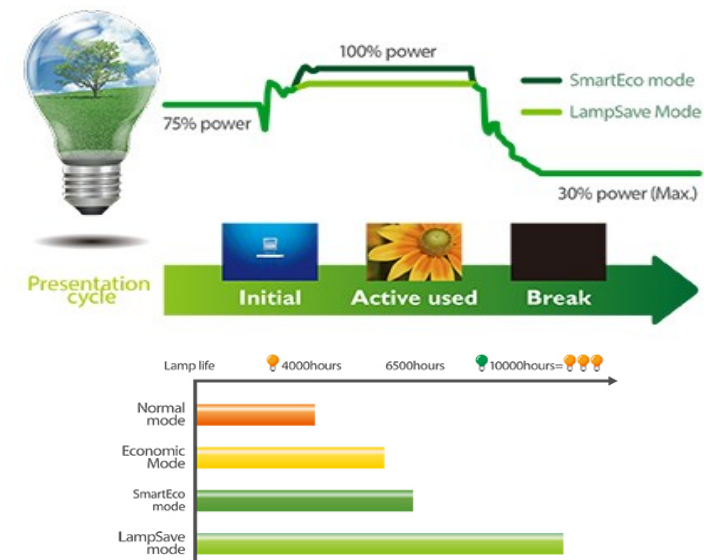 100% power
SmartEco mode
LampSave Mode
75% power
30% power (Max.)
Presentation
cycle
Initial
Active used
Break
Lamp life
4000hours
6500hours
10000hours=
Normal
mode
Economic
Mode
SmartEco
mode
LampSave
mode